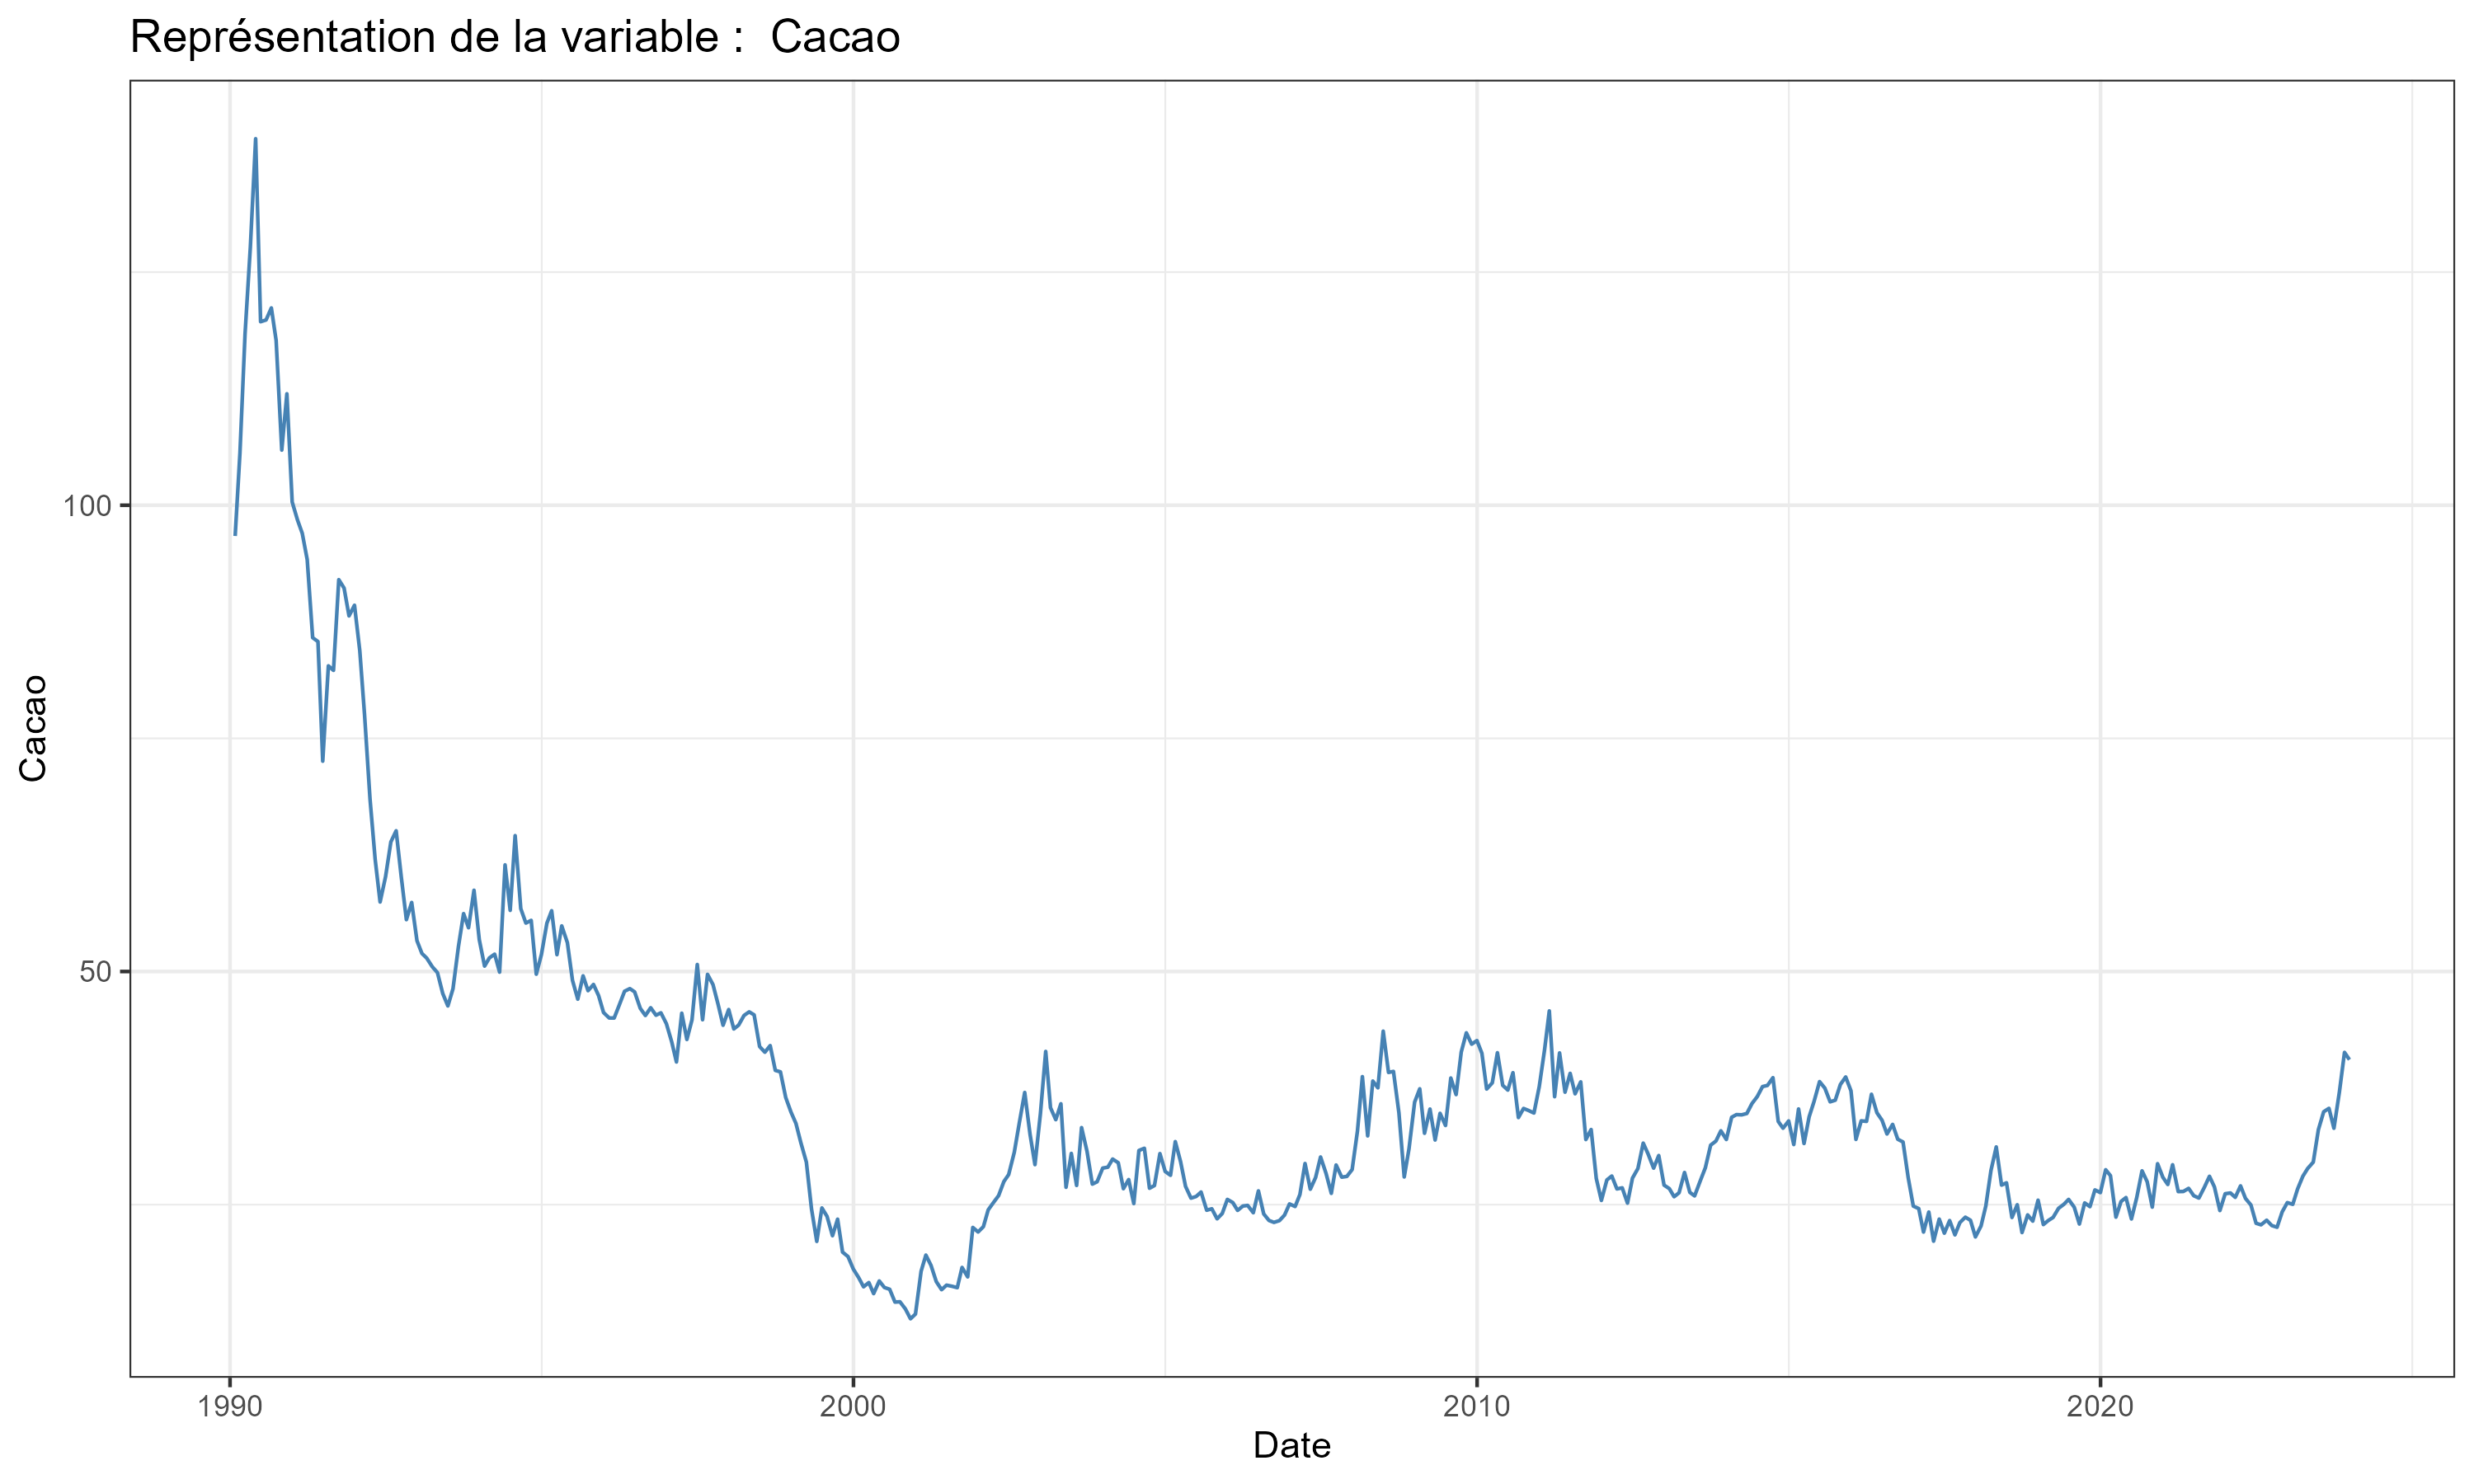 Représentation de la variable :  Cacao
100
50
Cacao
1990 2000 2010 2020
Date